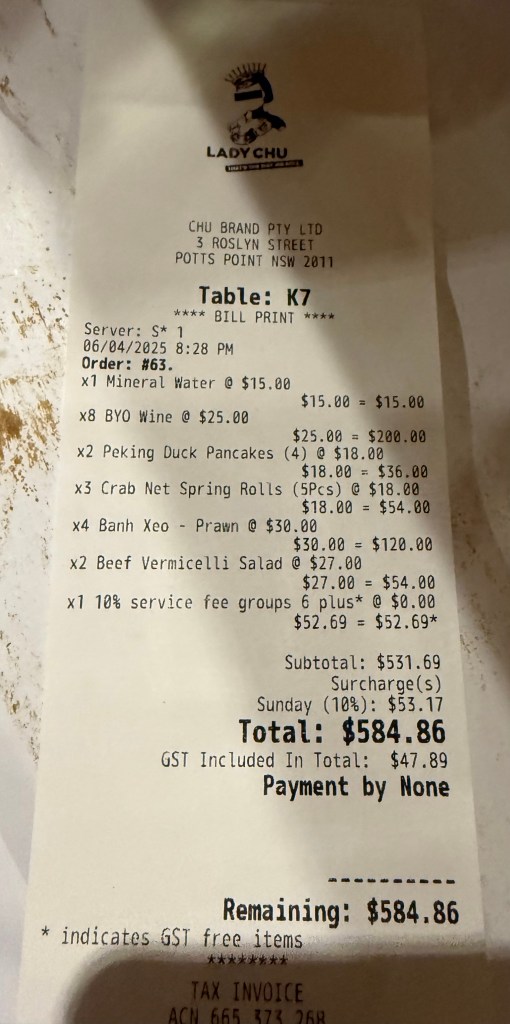 LADY CHU
CHU BRAND PTY LTD
3 ROSLYN STREET
POTTS POINT NSW 2011
Table: K7
**** BILL PRINT ****
Server: S* 1
06/04/2025 8:28 PM
Order: #63.
x1 Mineral Water @ $15.00
$15.00 = $15.00
x8 BYO Wine @ $25.00
$25.00 = $200.00
x2 Peking Duck Pancakes (4) @ $18.00
$18.00 = $36.00
x3 Crab Net Spring Rolls (5Pcs) @ $18.00
$18.00 = $54.00
x4 Banh Xeo - Prawn @ $30.00
$30.00 = $120.00
x2 Beef Vermicelli Salad @ $27.00
$27.00 = $54.00
x1 10% service fee groups 6 plus* @ $0.00
$52.69 = $52.69*
Subtotal: $531.69
Surcharge(s)
Sunday (10%): $53.17
Total: $584.86
GST Included In Total: $47.89
Payment by None
----------
Remaining: $584.86
* indicates GST free items
********
TAX INVOICE
ACN 665 373 268